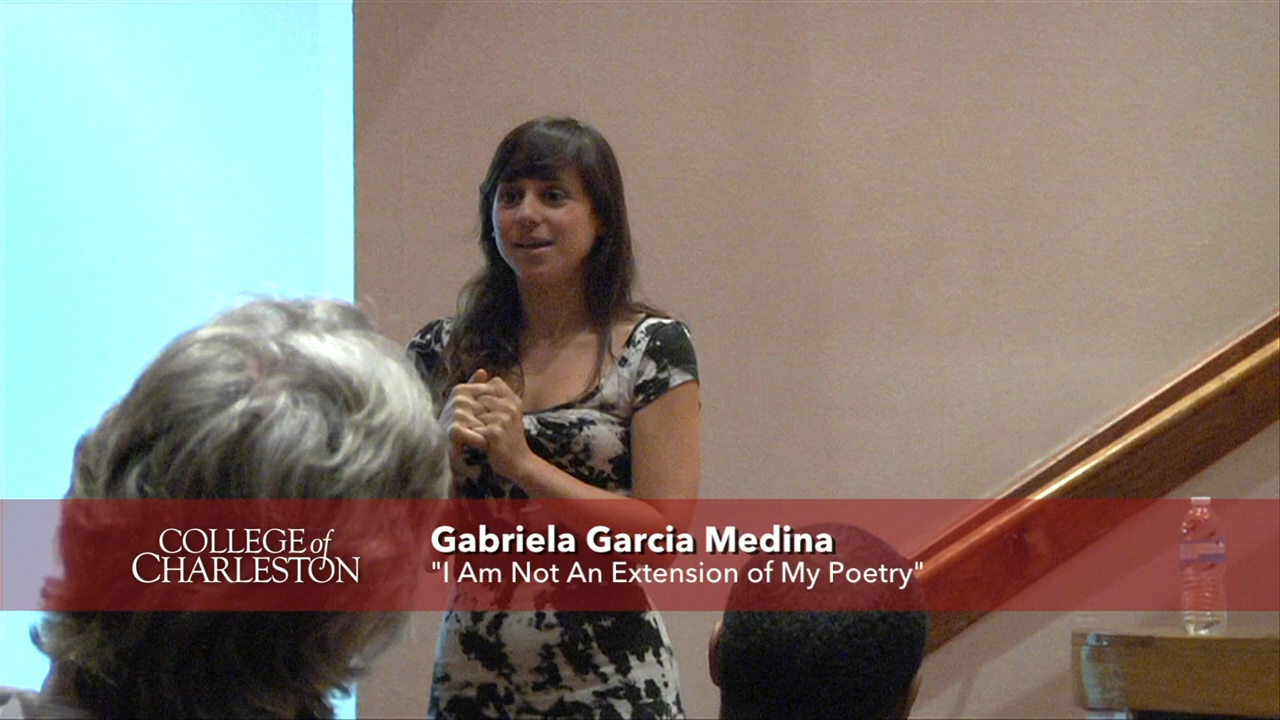 COLLEGE of
CHARLESTON
Gabriela Garcia Medina
"I Am Not An Extension of My Poetry"